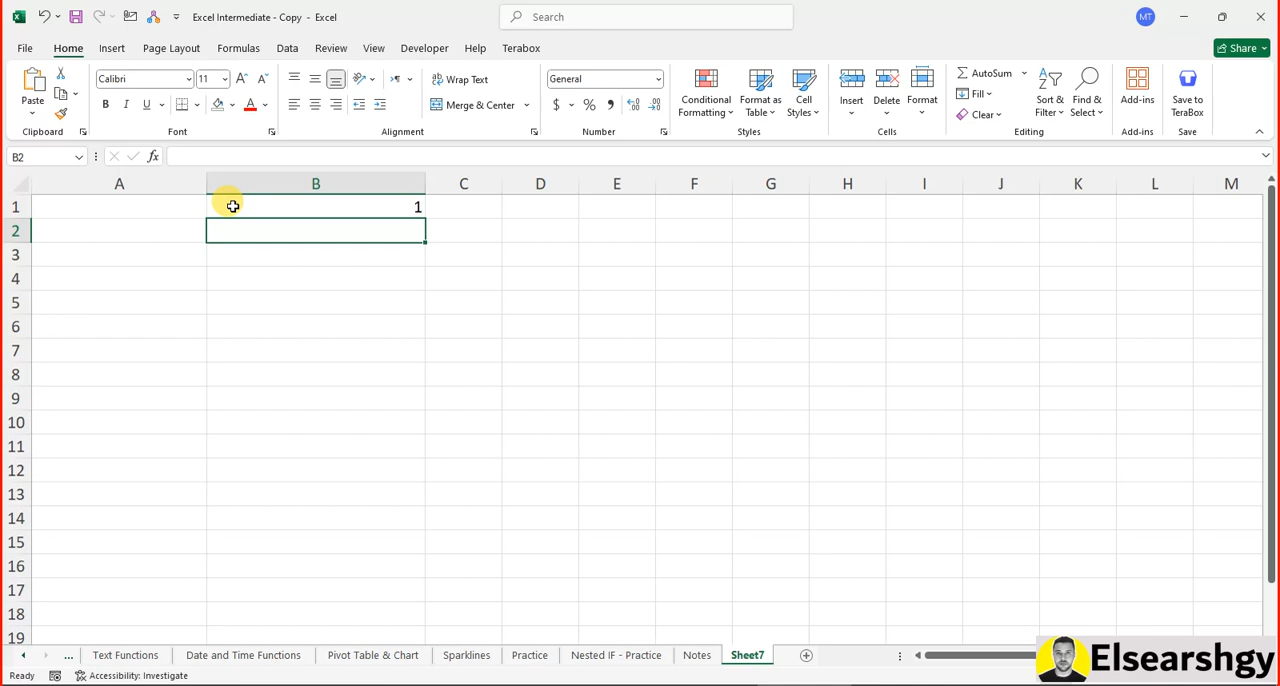 Excel Intermediate - Copy - Excel
Search
MT
File Home Insert Page Layout Formulas Data Review View Developer Help Terabox
Share
Paste
Calibri 11
B I U A
Wrap Text
Merge & Center
General
$ % ,
Conditional Formatting
Format as Table
Cell Styles
Insert
Delete
Format
AutoSum
Fill
Clear
Sort & Filter
Find & Select
Add-ins
Save to TeraBox
Clipboard Font Alignment Number Styles Cells Editing Add-ins Save
B2 fx
A B C D E F G H I J K L M
1 1
2
3
4
5
6
7
8
9
10
11
12
13
14
15
16
17
18
19
... Text Functions Date and Time Functions Pivot Table & Chart Sparklines Practice Nested IF - Practice Notes Sheet7
Ready Accessibility: Investigate
Elsearshgy